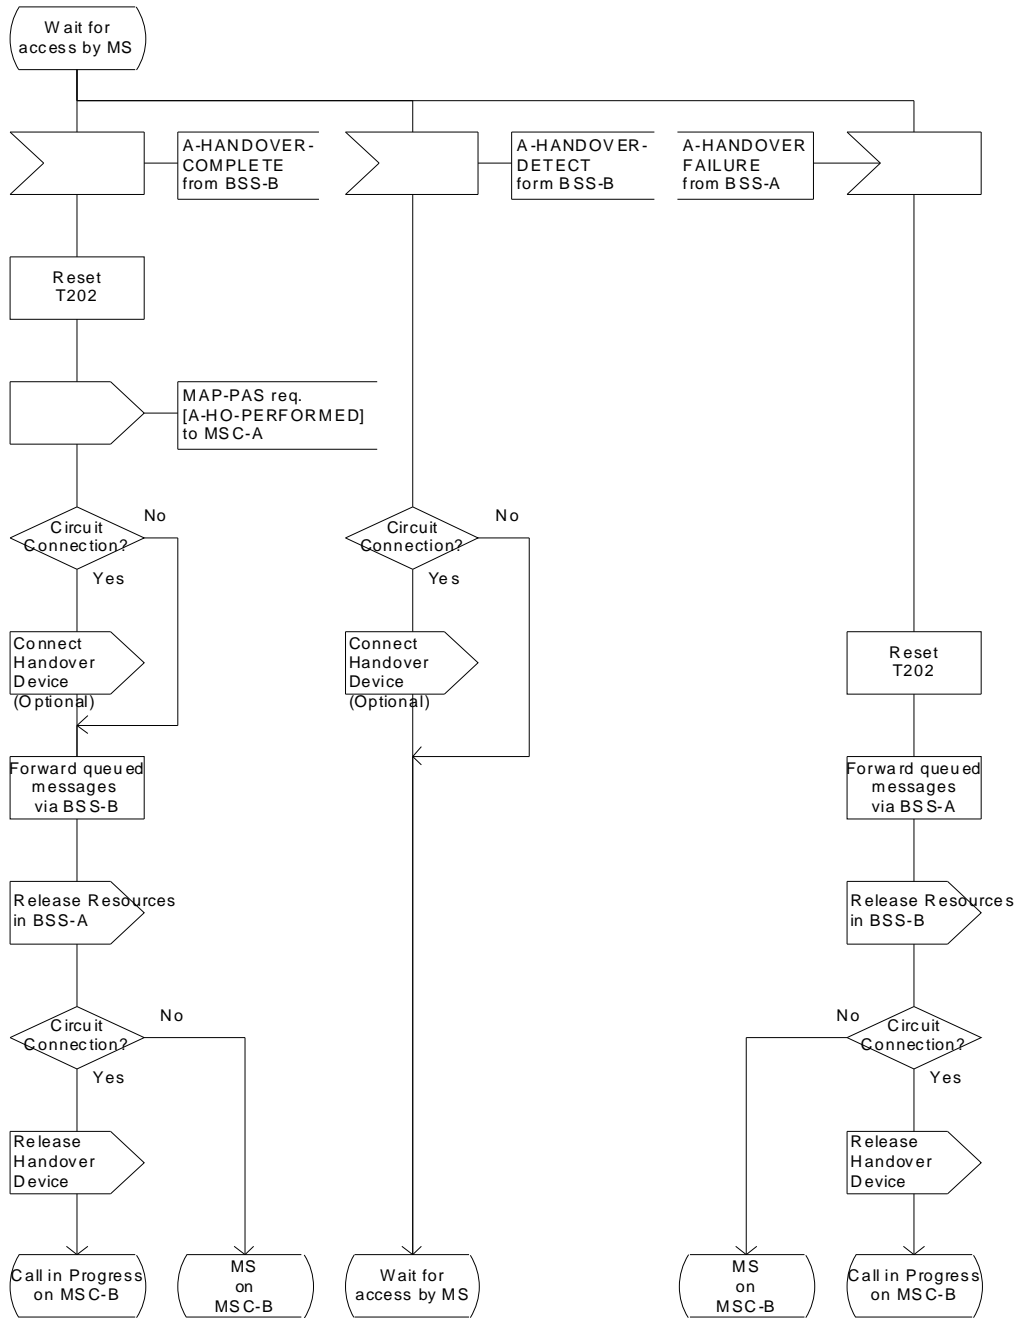 Wait for
access by MS
A-HANDOVER-
COMPLETE
from BSS-B
A-HANDOVER-
DETECT
form BSS-B
A-HANDOVER
FAILURE
from BSS-A
Reset
T202
MAP-PAS req.
[A-HO-PERFORMED]
to MSC-A
Circuit
Connection?
No
Yes
Circuit
Connection?
No
Yes
Connect
Handover
Device
(Optional)
Connect
Handover
Device
(Optional)
Reset
T202
Forward queued
messages
via BSS-B
Forward queued
messages
via BSS-A
Release Resources
in BSS-A
Release Resources
in BSS-B
Circuit
Connection?
No
Yes
No
Circuit
Connection?
Yes
Release
Handover
Device
Release
Handover
Device
Call in Progress
on MSC-B
MS
on
MSC-B
Wait for
access by MS
MS
on
MSC-B
Call in Progress
on MSC-B